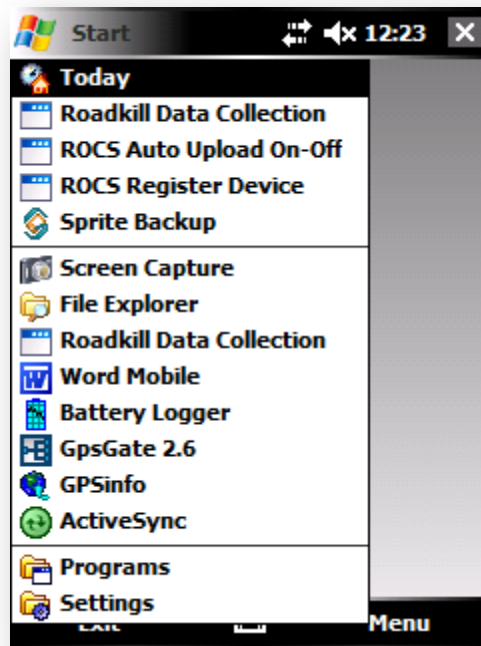 Start 12:23
Today
Roadkill Data Collection
ROCS Auto Upload On-Off
ROCS Register Device
Sprite Backup
Screen Capture
File Explorer
Roadkill Data Collection
Word Mobile
Battery Logger
GpsGate 2.6
GPSinfo
ActiveSync
Programs
Settings
Exit Menu